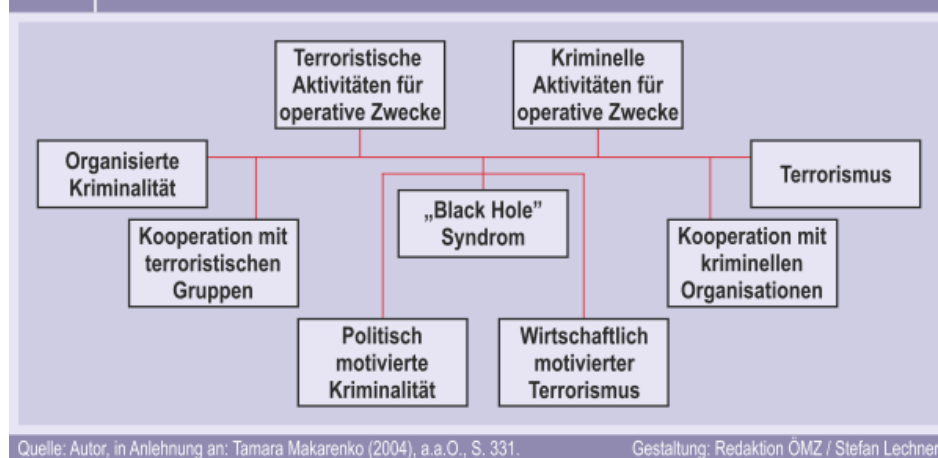 Terroristische
Aktivitäten für
operative Zwecke
Kriminelle
Aktivitäten für
operative Zwecke
Organisierte
Kriminalität
Terrorismus
„Black Hole”
Syndrom
Kooperation mit
terroristischen
Gruppen
Kooperation mit
kriminellen
Organisationen
Politisch
motivierte
Kriminalität
Wirtschaftlich
motivierter
Terrorismus
Quelle: Autor, in Anlehnung an: Tamara Makarenko (2004), a.a.O., S. 331.
Gestaltung: Redaktion ÖMZ / Stefan Lechner